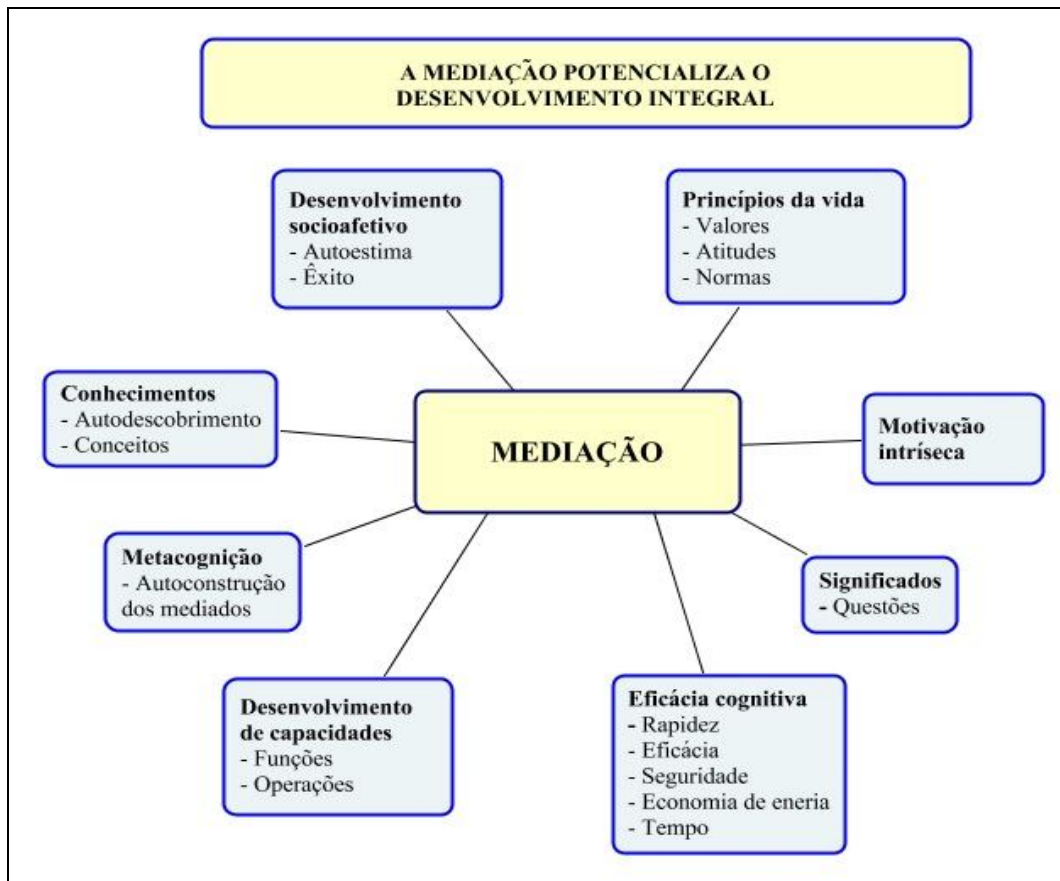 A MEDIAÇÃO POTENCIALIZA O
DESENVOLVIMENTO INTEGRAL
Desenvolvimento
socioafetivo
- Autoestima
- Êxito
Princípios da vida
- Valores
- Atitudes
- Normas
Conhecimentos
- Autodescobrimento
- Conceitos
MEDIAÇÃO
Motivação
intríseca
Metacognição
- Autoconstrução
dos mediados
Significados
- Questões
Desenvolvimento
de capacidades
- Funções
- Operações
Eficácia cognitiva
- Rapidez
- Eficácia
- Seguridade
- Economia de eneria
- Tempo